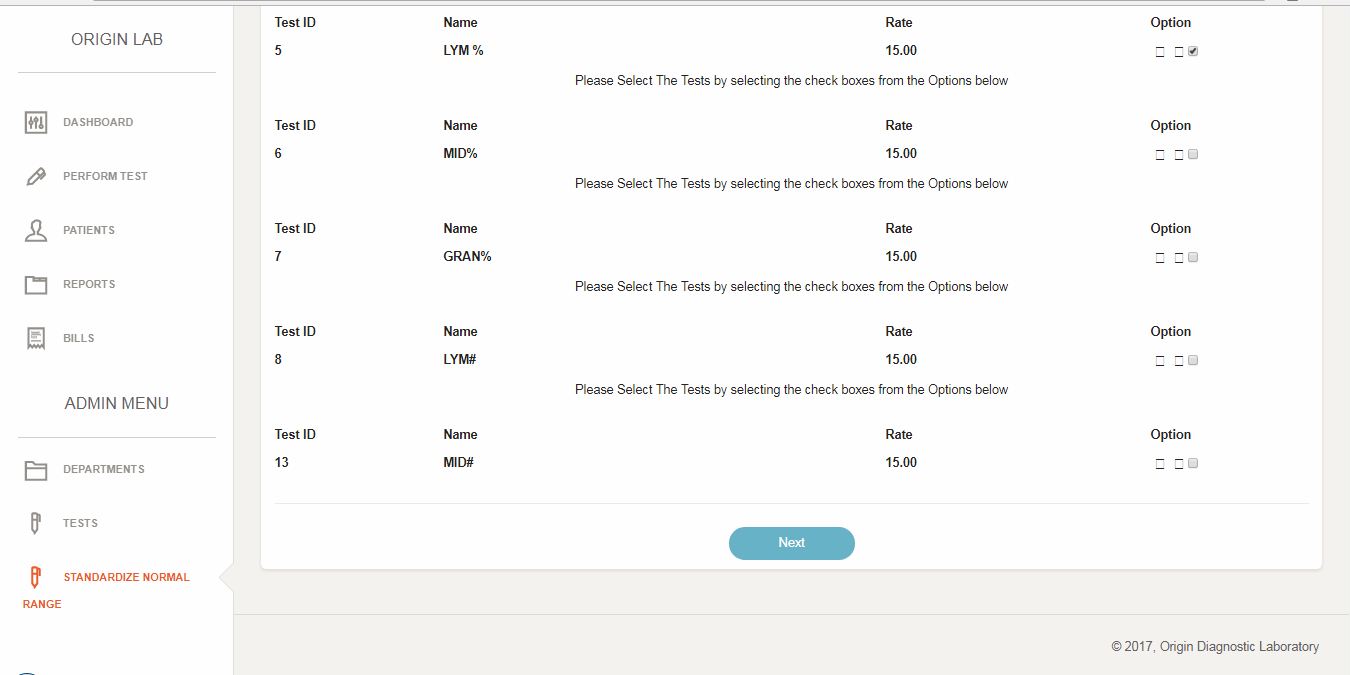 ORIGIN LAB
DASHBOARD
PERFORM TEST
PATIENTS
REPORTS
BILLS
ADMIN MENU
DEPARTMENTS
TESTS
STANDARDIZE NORMAL
RANGE
Test ID Name Rate Option
5 LYM % 15.00
Please Select The Tests by selecting the check boxes from the Options below
Test ID Name Rate Option
6 MID% 15.00
Please Select The Tests by selecting the check boxes from the Options below
Test ID Name Rate Option
7 GRAN% 15.00
Please Select The Tests by selecting the check boxes from the Options below
Test ID Name Rate Option
8 LYM# 15.00
Please Select The Tests by selecting the check boxes from the Options below
Test ID Name Rate Option
13 MID# 15.00
Next
© 2017, Origin Diagnostic Laboratory